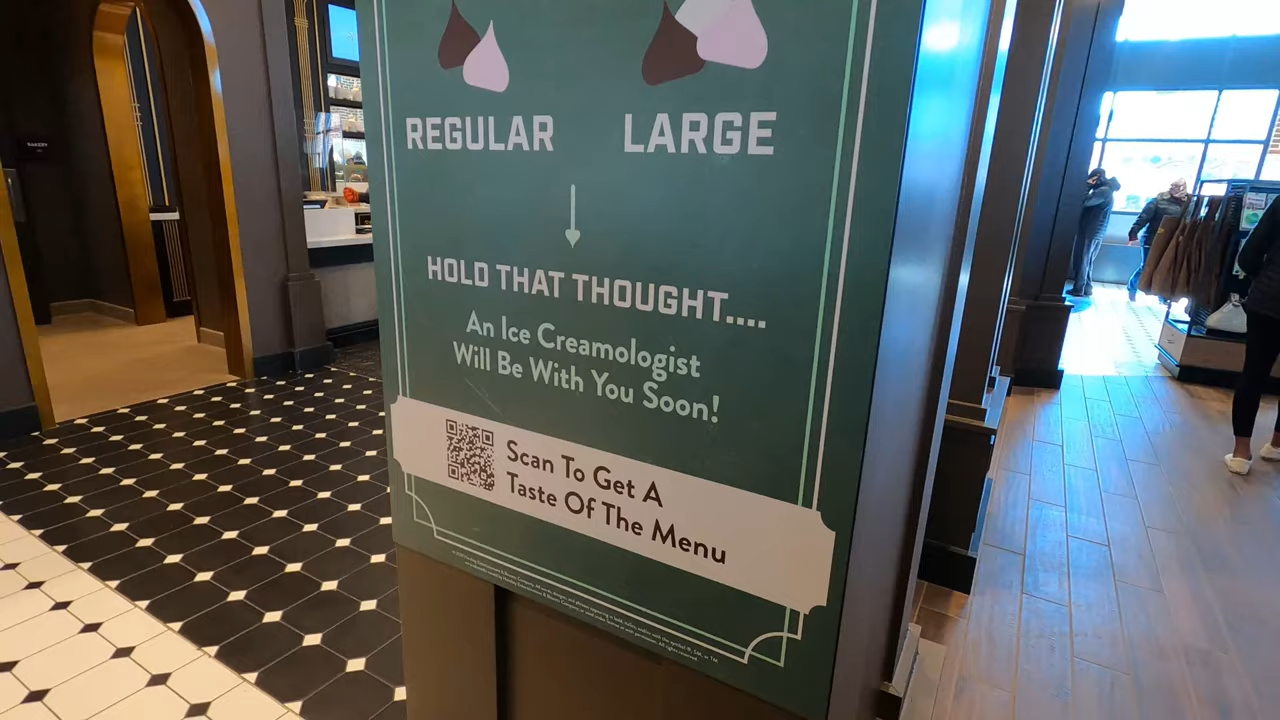 BAKERY
REGULAR LARGE
HOLD THAT THOUGHT....
An Ice Creamologist
Will Be With You Soon!
Scan To Get A
Taste Of The Menu